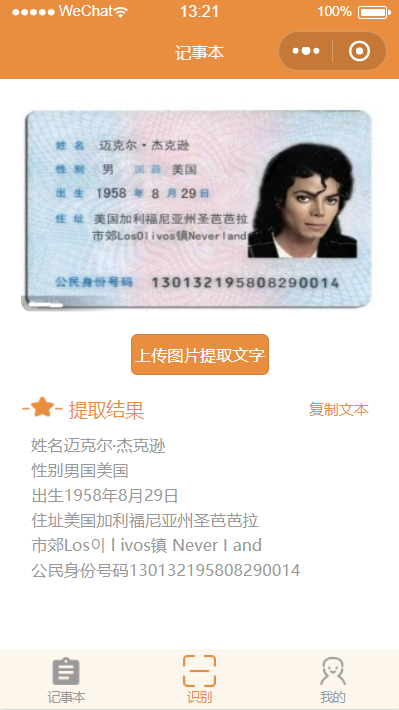 WeChat
13:21
100%
记事本
姓名 迈克尔·杰克逊
性别 男 国籍 美国
出生 1958 年 8 月 29 日
住址 美国加利福尼亚州圣芭芭拉
市郊LosOlivos镇Neverland
公民身份号码 130132195808290014
上传图片提取文字
提取结果
复制文本
姓名迈克尔·杰克逊
性别男国美国
出生1958年8月29日
住址美国加利福尼亚州圣芭芭拉
市郊Los이 l ivos镇 Never I and
公民身份号码130132195808290014
记事本
识别
我的